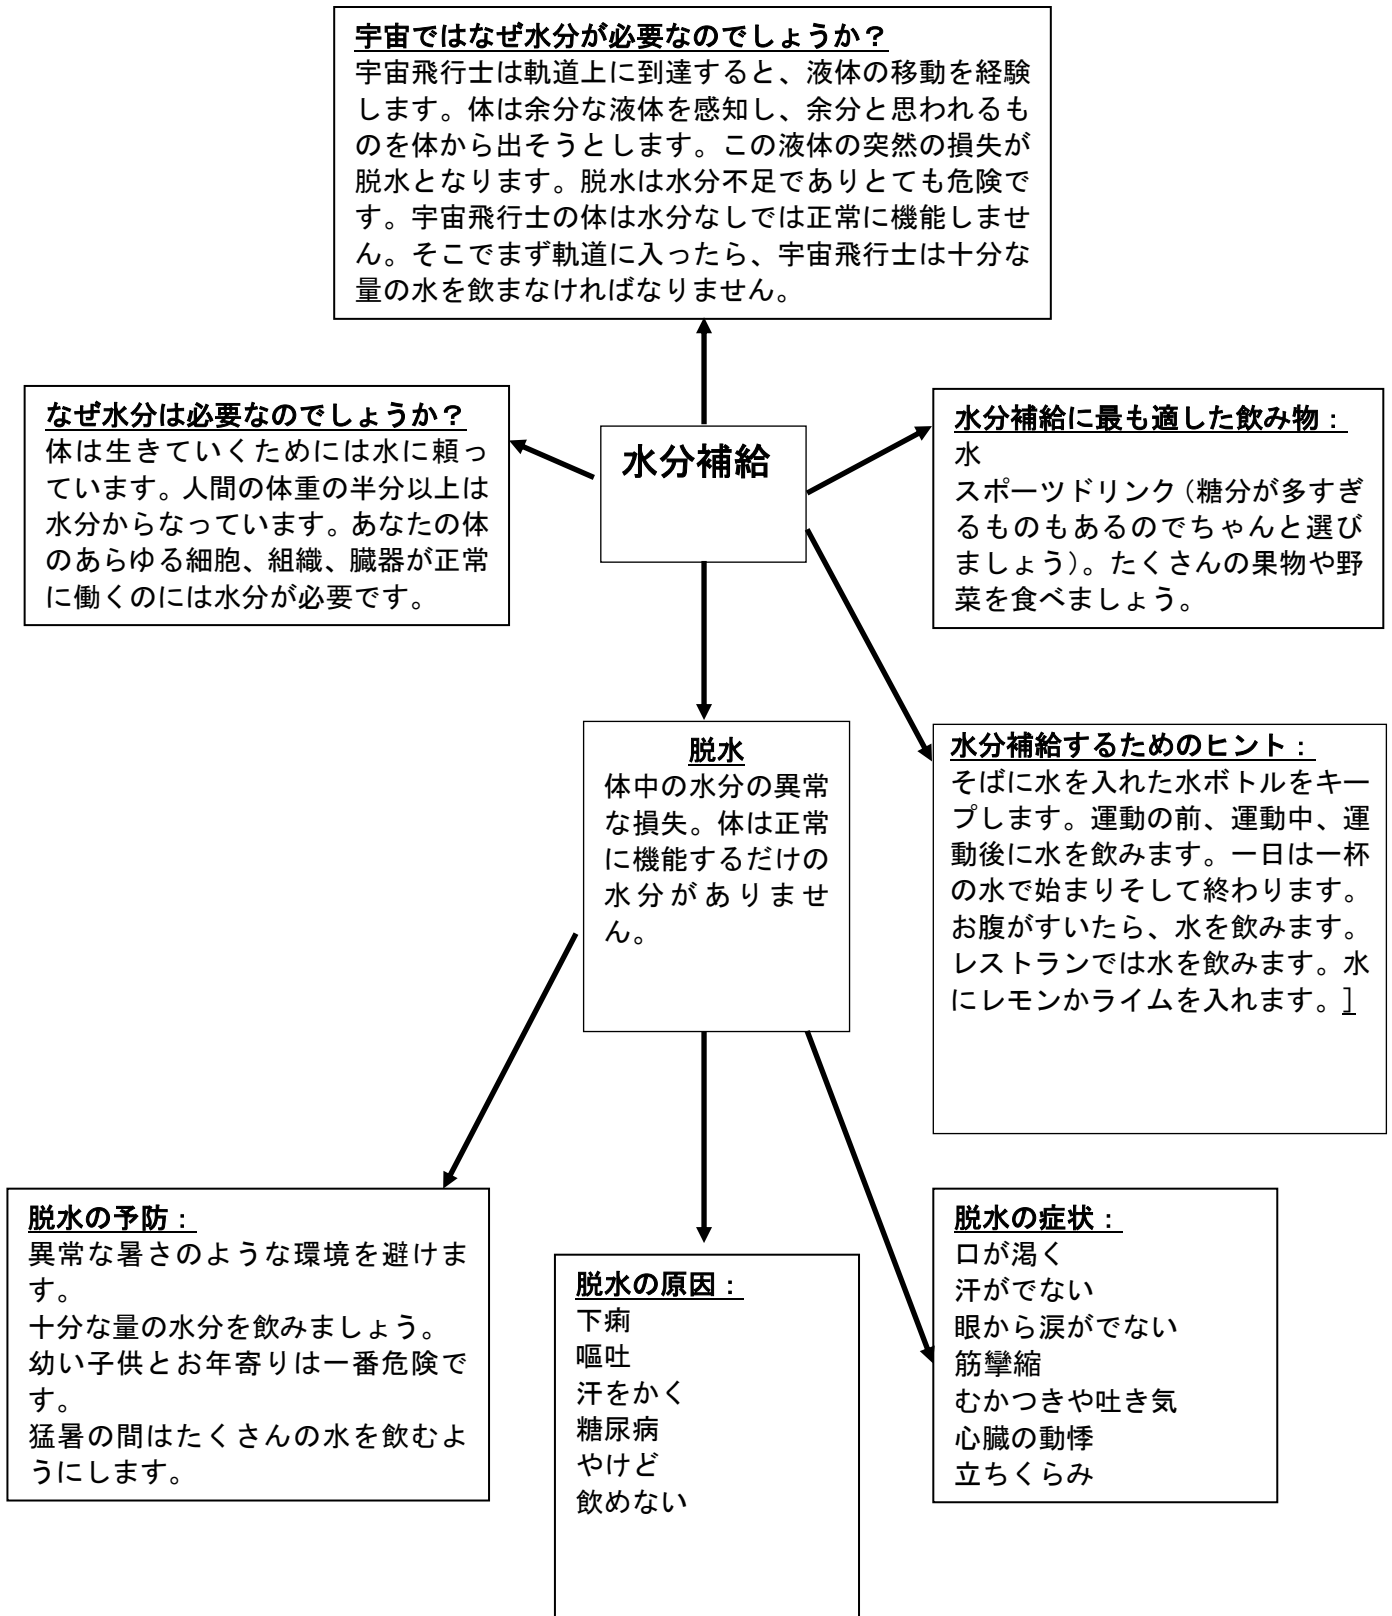 宇宙ではなぜ水分が必要なのでしょうか？
宇宙飛行士は軌道上に到達すると、液体の移動を経験
します。体は余分な液体を感知し、余分と思われるも
のを体から出そうとします。この液体の突然の損失が
脱水となります。脱水は水分不足でありとても危険で
す。宇宙飛行士の体は水分なしでは正常に機能しませ
ん。そこでまず軌道に入ったら、宇宙飛行士は十分な
量の水を飲まなければなりません。
なぜ水分は必要なのでしょうか？
体は生きていくためには水に頼っ
ています。人間の体重の半分以上は
水分からなっています。あなたの体
のあらゆる細胞、組織、臓器が正常
に働くのには水分が必要です。
水分補給
水分補給に最も適した飲み物：
水
スポーツドリンク（糖分が多すぎ
るものもあるのでちゃんと選び
ましょう）。たくさんの果物や野
菜を食べましょう。
脱水
体中の水分の異常
な損失。体は正常
に機能するだけの
水分がありませ
ん。
水分補給するためのヒント：
そばに水を入れた水ボトルをキー
プします。運動の前、運動中、運
動後に水を飲みます。一日は一杯
の水で始まりそして終わります。
お腹がすいたら、水を飲みます。
レストランでは水を飲みます。水
にレモンかライムを入れます。]
脱水の予防：
異常な暑さのような環境を避けま
す。
十分な量の水分を飲みましょう。
幼い子供とお年寄りは一番危険で
す。
猛暑の間はたくさんの水を飲むよ
うにします。
脱水の原因：
下痢
嘔吐
汗をかく
糖尿病
やけど
飲めない
脱水の症状：
口が渇く
汗がでない
眼から涙がでない
筋攣縮
むかつきや吐き気
心臓の動悸
立ちくらみ